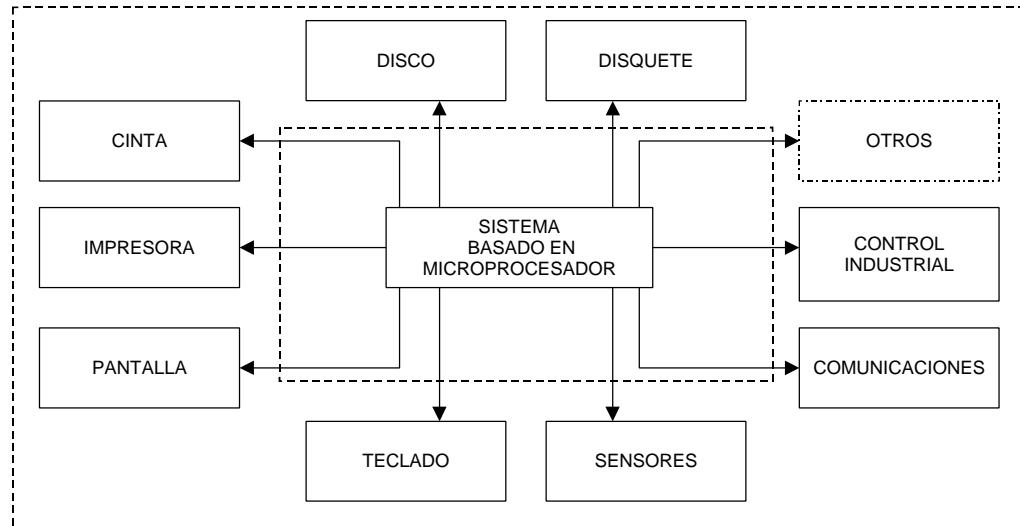 DISCO
DISQUETE
CINTA
OTROS
IMPRESORA
SISTEMA
BASADO EN
MICROPROCESADOR
CONTROL
INDUSTRIAL
PANTALLA
COMUNICACIONES
TECLADO
SENSORES